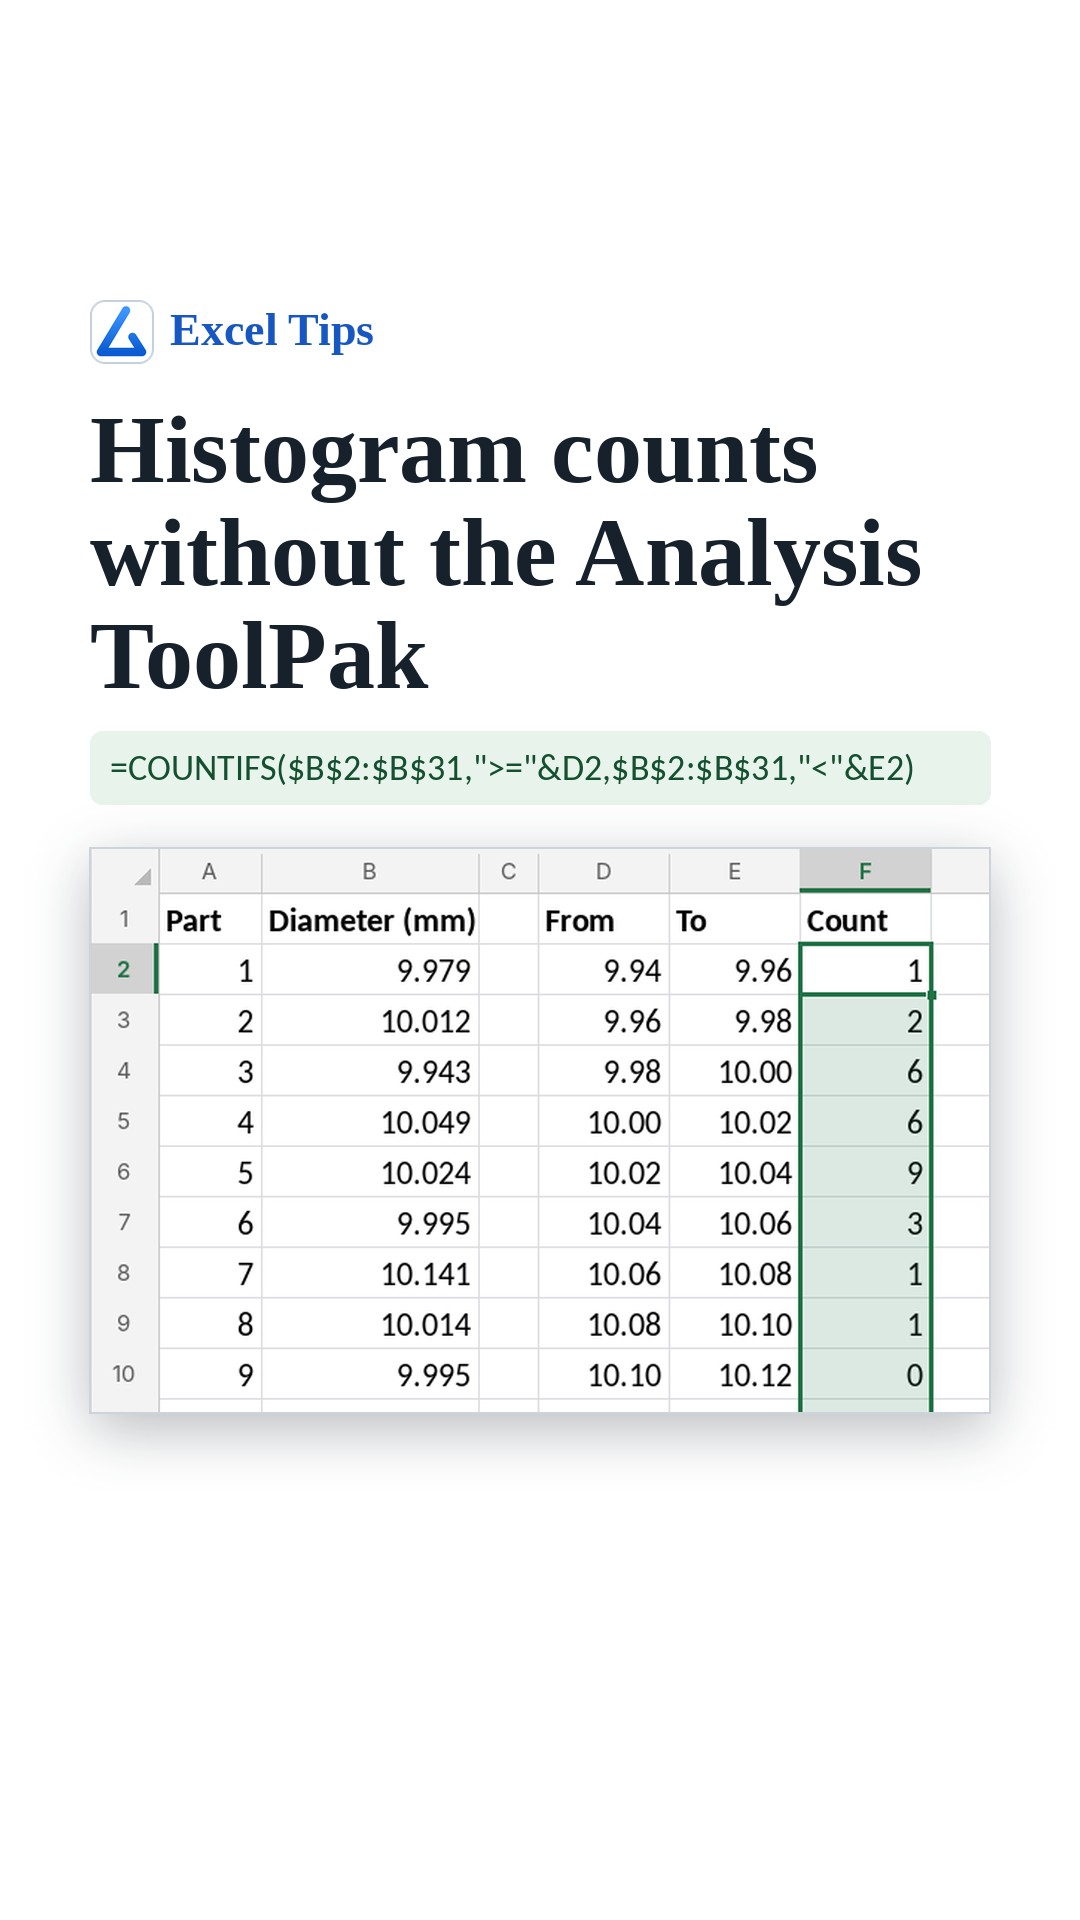 Excel Tips
Histogram counts
without the Analysis
ToolPak
=COUNTIFS($B$2:$B$31,">="&D2,$B$2:$B$31,"<"&E2)
A B C D E F
1 Part Diameter (mm) From To Count
2 1 9.979 9.94 9.96 1
3 2 10.012 9.96 9.98 2
4 3 9.943 9.98 10.00 6
5 4 10.049 10.00 10.02 6
6 5 10.024 10.02 10.04 9
7 6 9.995 10.04 10.06 3
8 7 10.141 10.06 10.08 1
9 8 10.014 10.08 10.10 1
10 9 9.995 10.10 10.12 0